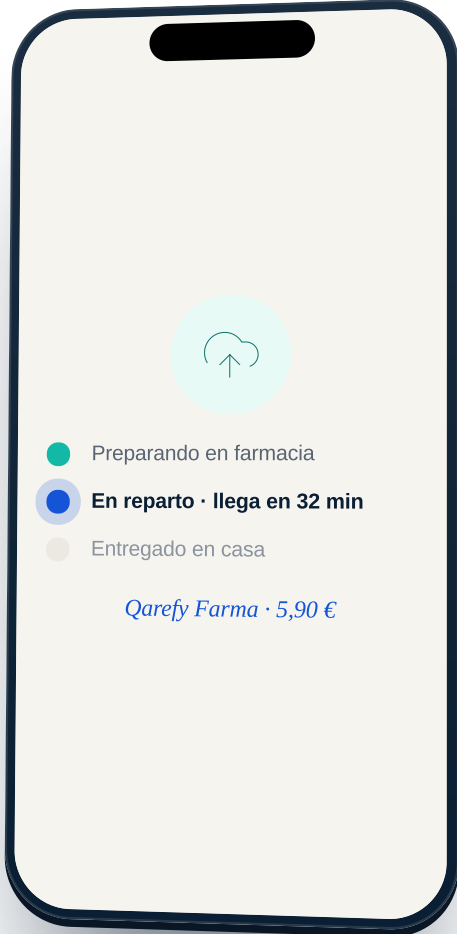 Preparando en farmacia
En reparto · llega en 32 min
Entregado en casa
Qarefy Farma · 5,90 €